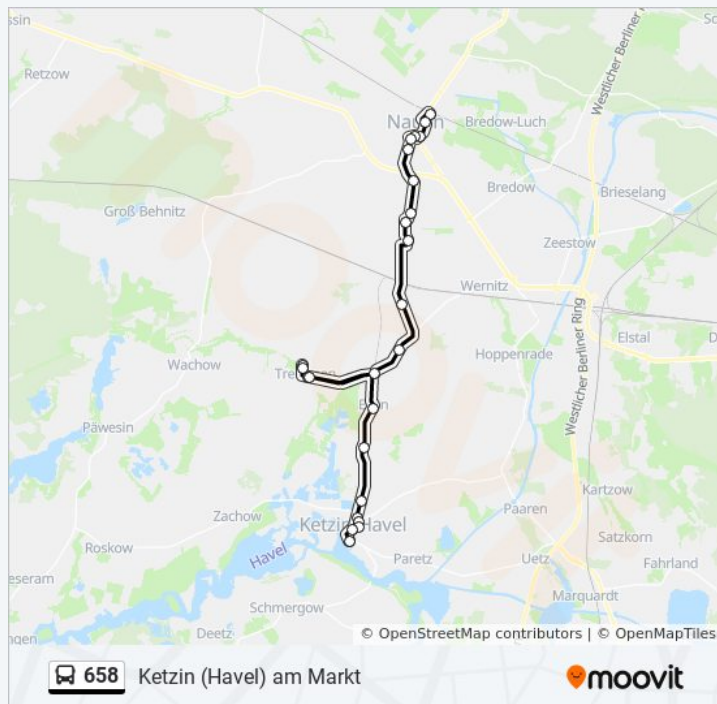 Retzow
Westlicher Berliner
Bredow-Luch
Bredow
Brieselang
Groß Behnitz
Zeestow
Wernitz
Elstal
Hoppenrade
Wachow
Westlicher Berliner Ring
Päwesin
Kartzow
Zachow
Ketzin/Havel
Paaren
Satzkorn
Roskow
Havel
Paretz
Uetz
Fahrland
Marquardt
Schmergow
Deetz
© OpenStreetMap contributors | © OpenMapTiles
658 Ketzin (Havel) am Markt
moovit